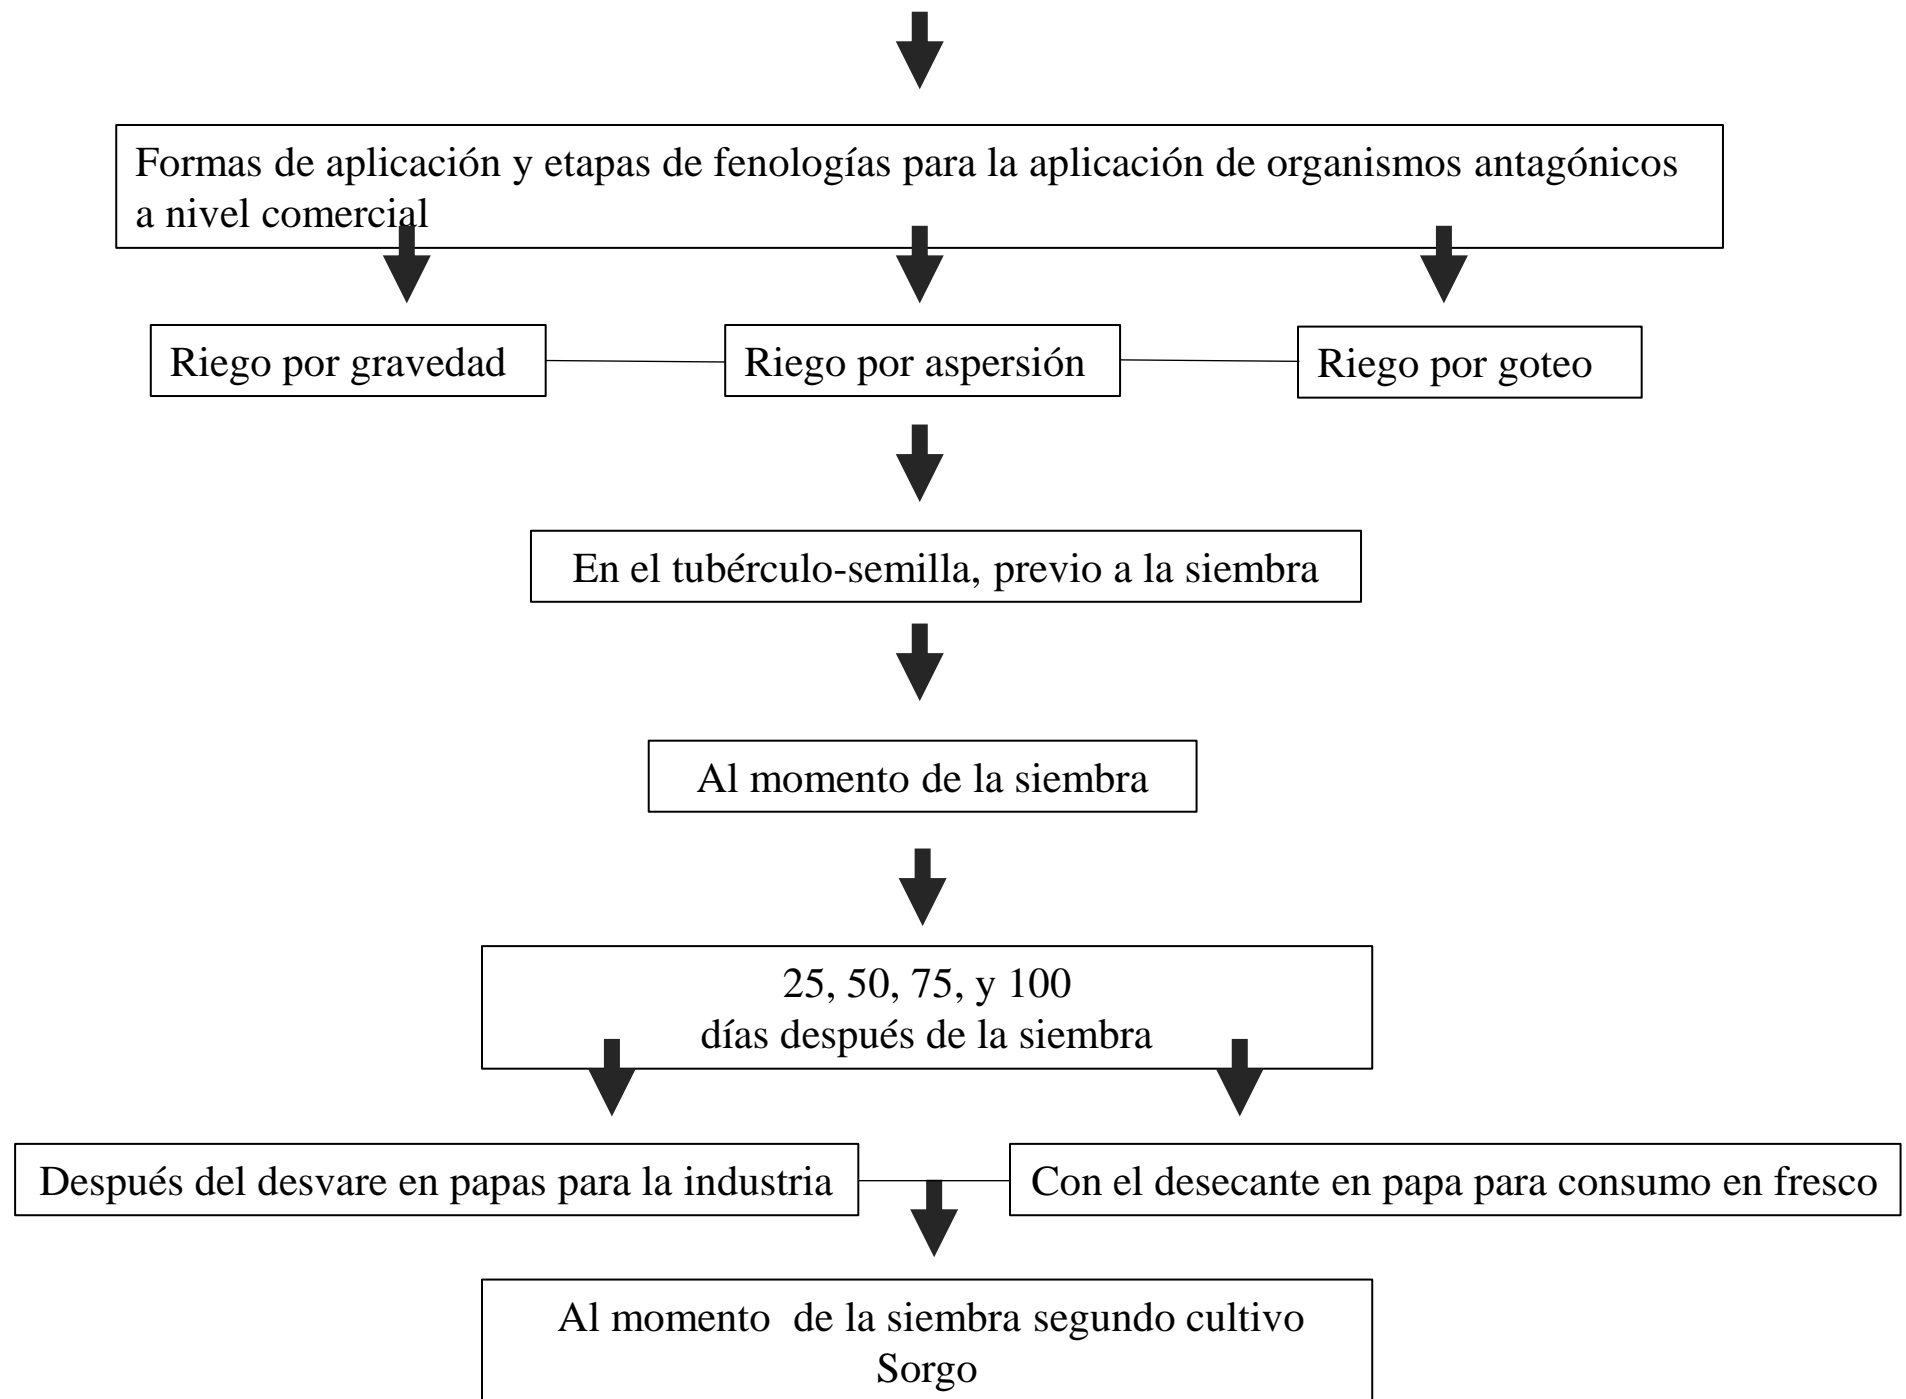 Formas de aplicación y etapas de fenologías para la aplicación de organismos antagónicos
a nivel comercial
Riego por gravedad
Riego por aspersión
Riego por goteo
En el tubérculo-semilla, previo a la siembra
Al momento de la siembra
25, 50, 75, y 100
días después de la siembra
Después del desvare en papas para la industria
Con el desecante en papa para consumo en fresco
Al momento  de la siembra segundo cultivo
Sorgo